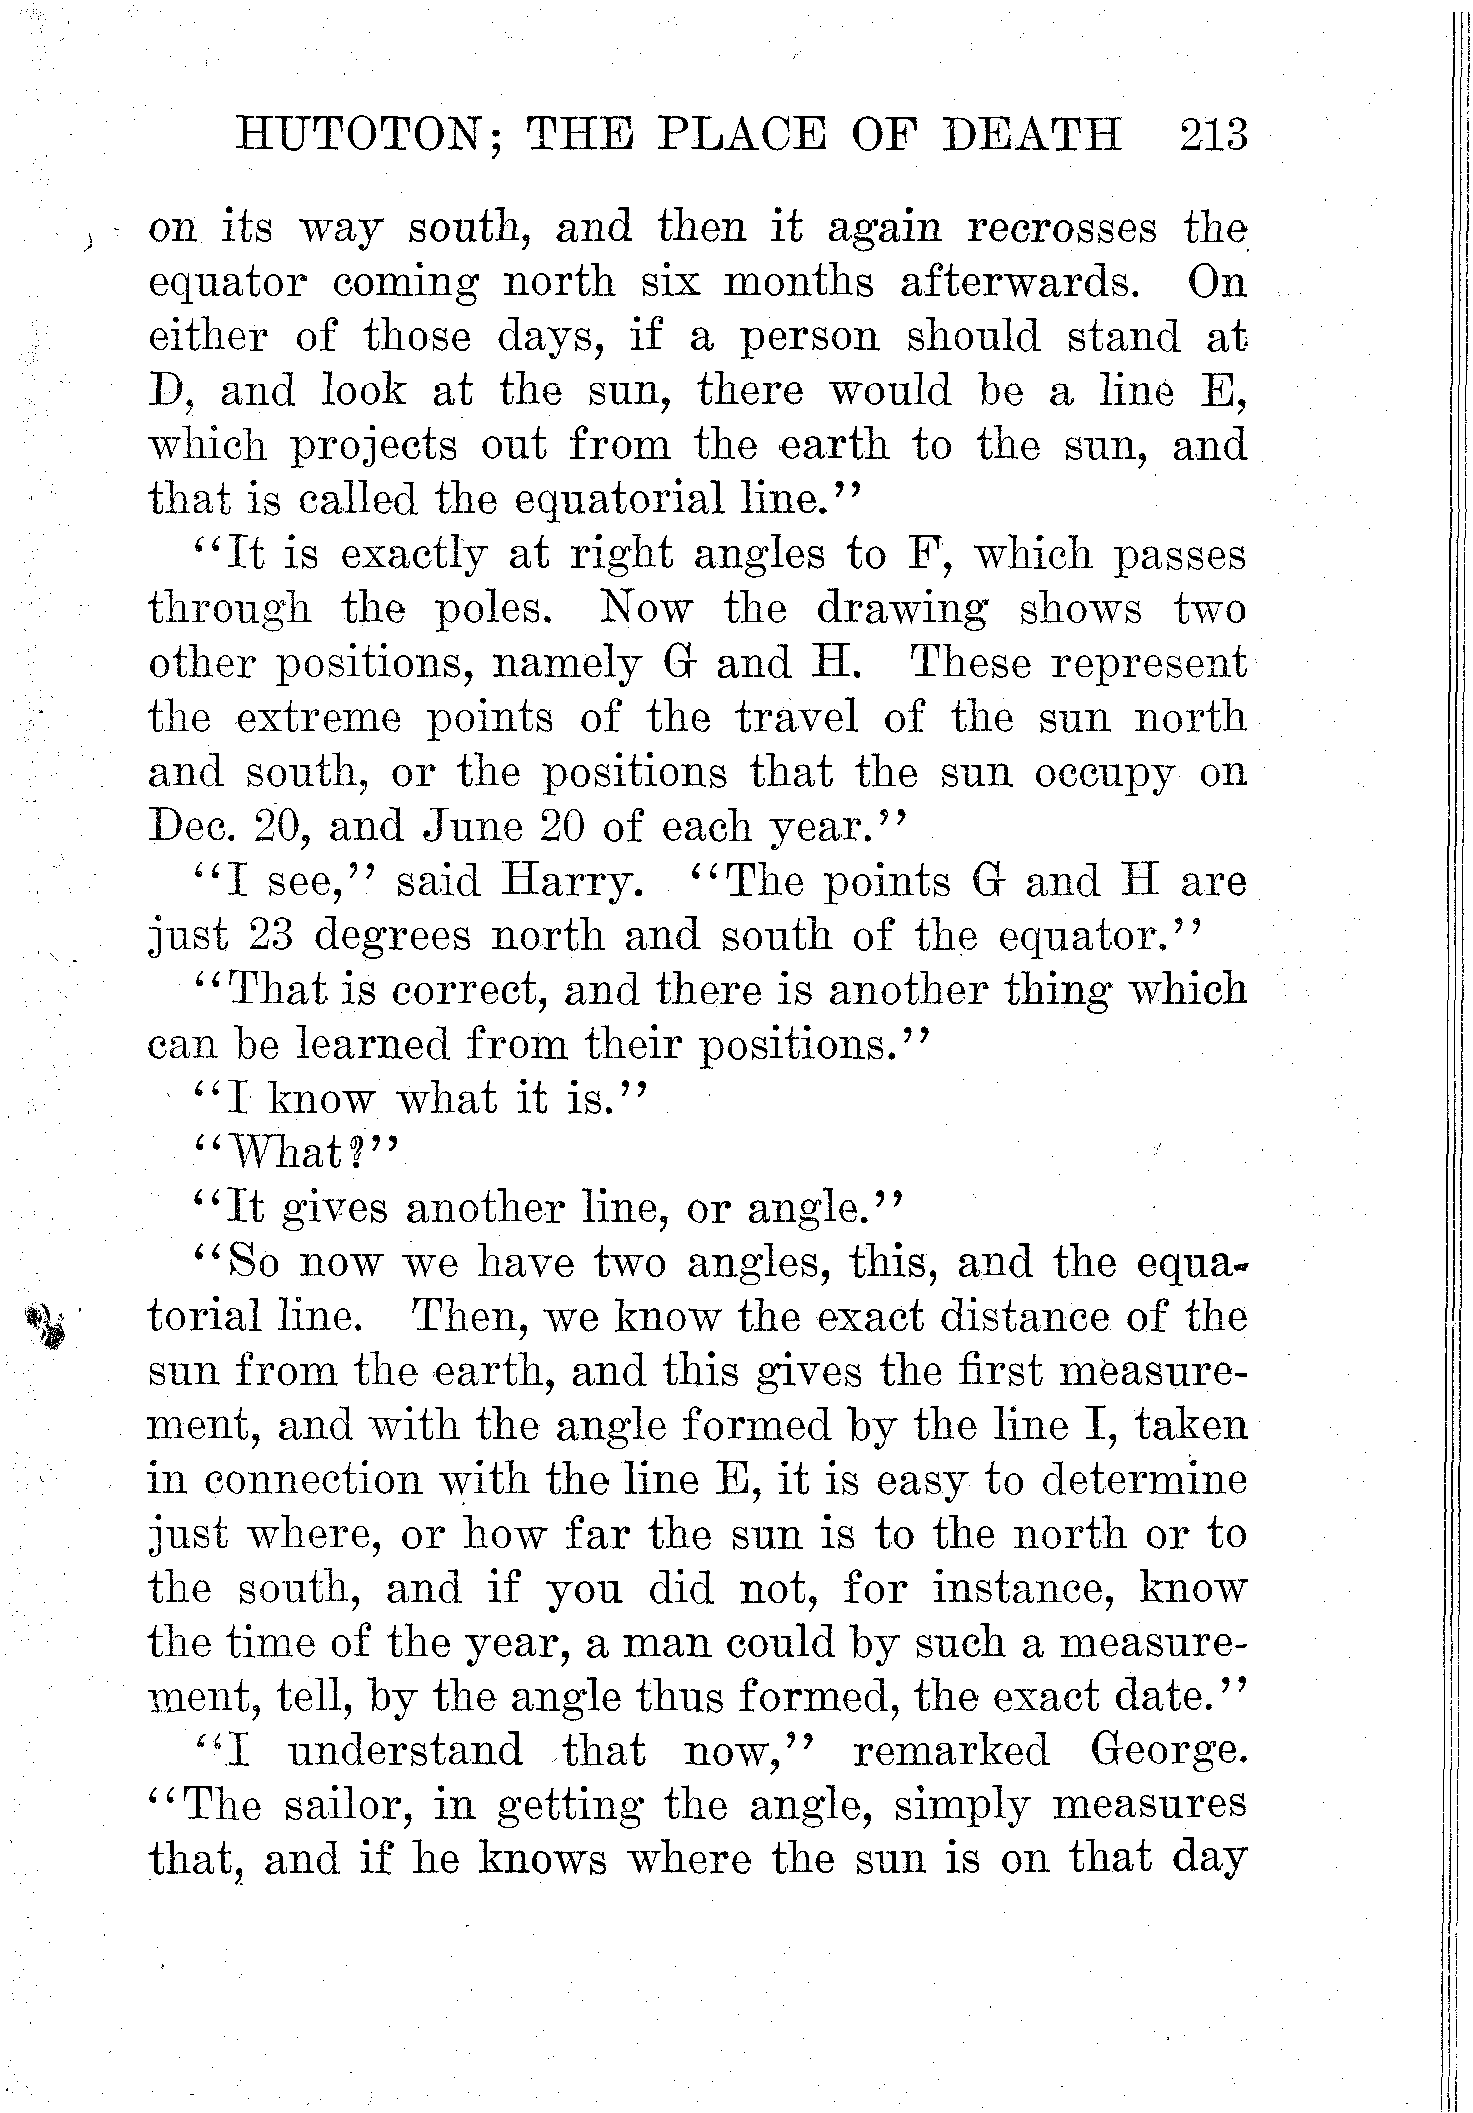 HUTOTON; THE PLACE OF DEATH 213
on its way south, and then it again recrosses the
equator coming north six months afterwards. On
either of those days, if a person should stand at
D, and look at the sun, there would be a line E,
which projects out from the earth to the sun, and
that is called the equatorial line.''
''It is exactly at right angles to F, which passes
through the poles. Now the drawing shows two
other positions, namely G and H. These represent
the extreme points of the travel of the sun north
and south, or the positions that the sun occupy on
Dec. 20, and June 20 of each year.''
''I see,'' said Harry. ''The points G and H are
just 23 degrees north and south of the equator.''
''That is correct, and there is another thing which
can be learned from their positions.''
''I know what it is.''
''What?''
''It gives another line, or angle.''
''So now we have two angles, this, and the equa-
torial line. Then, we know the exact distance of the
sun from the earth, and this gives the first measure-
ment, and with the angle formed by the line I, taken
in connection with the line E, it is easy to determine
just where, or how far the sun is to the north or to
the south, and if you did not, for instance, know
the time of the year, a man could by such a measure-
ment, tell, by the angle thus formed, the exact date.''
''I understand that now,'' remarked George.
''The sailor, in getting the angle, simply measures
that, and if he knows where the sun is on that day